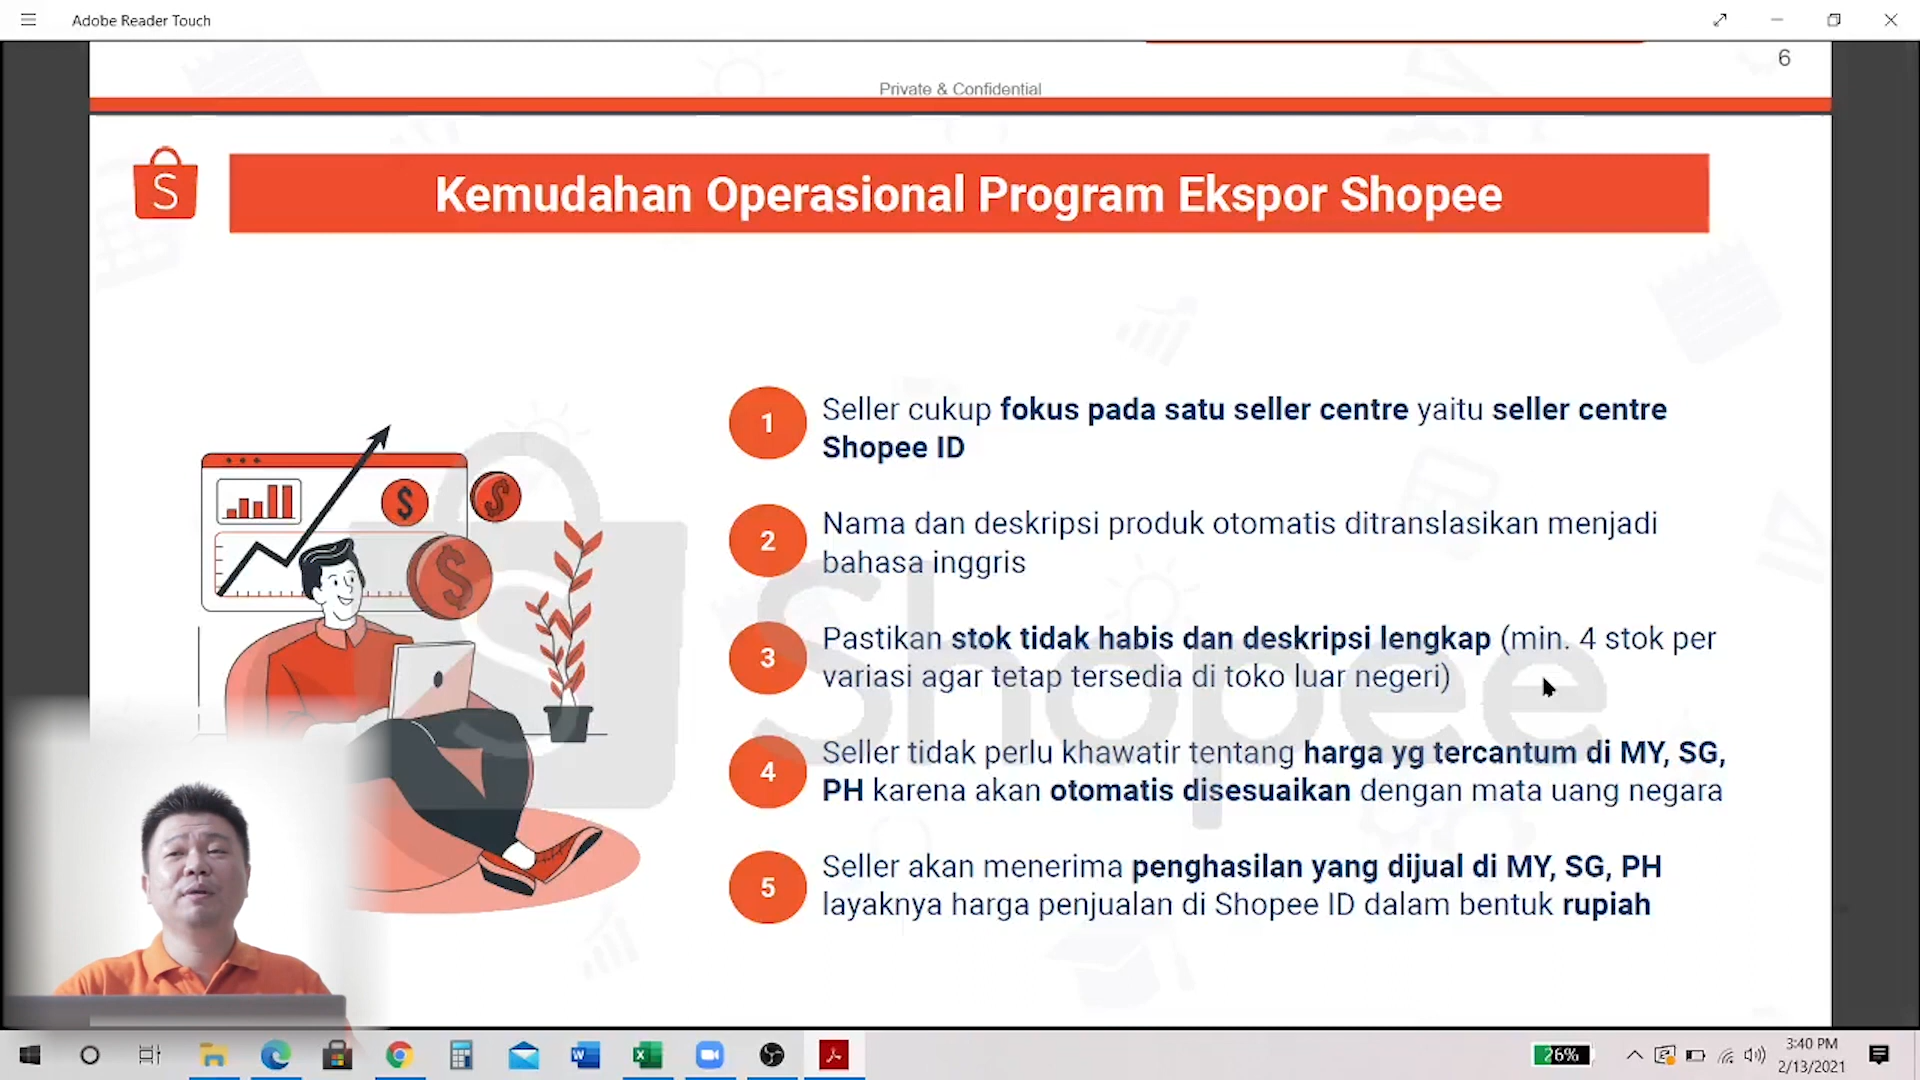 Adobe Reader Touch
6
Private & Confidential
S
Kemudahan Operasional Program Ekspor Shopee
1
Seller cukup fokus pada satu seller centre yaitu seller centre
Shopee ID
2
Nama dan deskripsi produk otomatis ditranslasikan menjadi
bahasa inggris
3
Pastikan stok tidak habis dan deskripsi lengkap (min. 4 stok per
variasi agar tetap tersedia di toko luar negeri)
4
Seller tidak perlu khawatir tentang harga yg tercantum di MY, SG,
PH karena akan otomatis disesuaikan dengan mata uang negara
5
Seller akan menerima penghasilan yang dijual di MY, SG, PH
layaknya harga penjualan di Shopee ID dalam bentuk rupiah
Shopee
26%
3:40 PM
2/13/2021